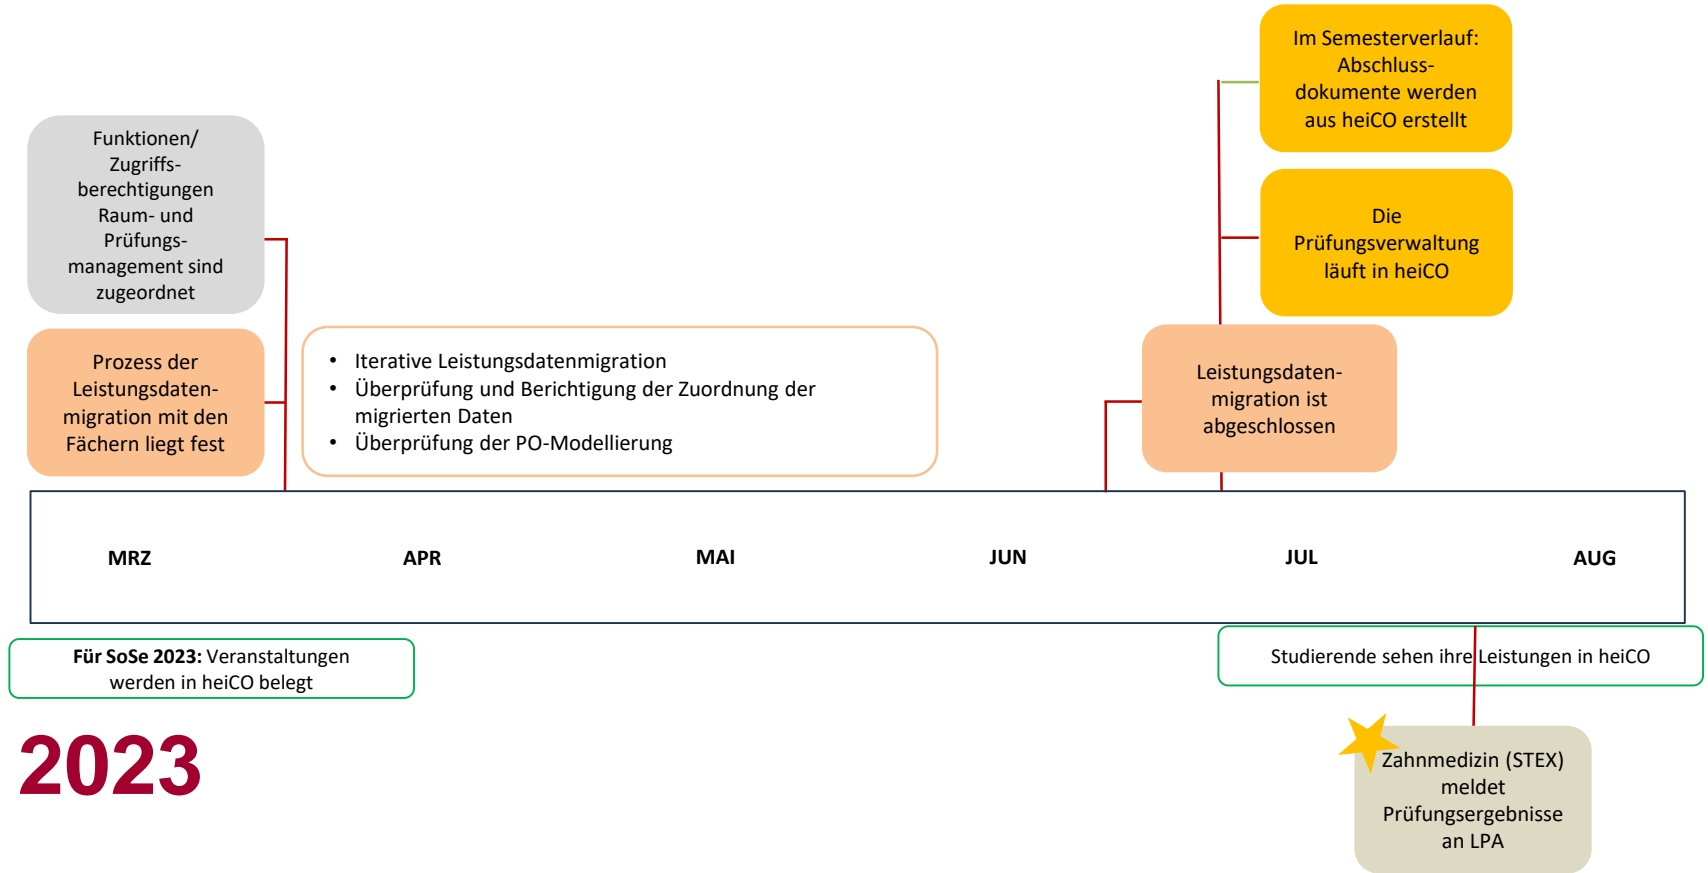 Im Semesterverlauf:
Abschluss-
dokumente werden
aus heiCO erstellt
Funktionen/
Zugriffs-
berechtigungen
Raum- und
Prüfungs-
management sind
zugeordnet
Die
Prüfungsverwaltung
läuft in heiCO
Prozess der
Leistungsdaten-
migration mit den
Fächern liegt fest
• Iterative Leistungsdatenmigration
• Überprüfung und Berichtigung der Zuordnung der
migrierten Daten
• Überprüfung der PO-Modellierung
Leistungsdaten-
migration ist
abgeschlossen
MRZ APR MAI JUN JUL AUG
Für SoSe 2023: Veranstaltungen
werden in heiCO belegt
Studierende sehen ihre Leistungen in heiCO
2023
Zahnmedizin (STEX)
meldet
Prüfungsergebnisse
an LPA